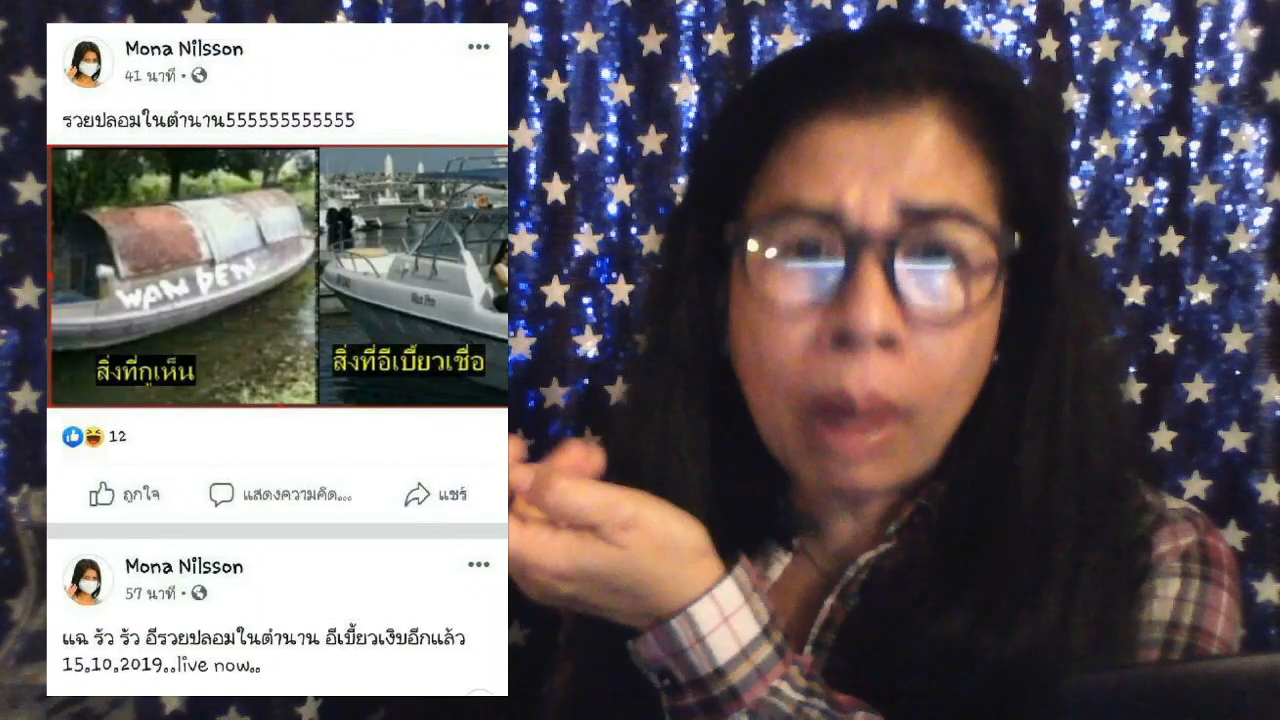 Mona Nilsson
41 นาที
รวยปลอมในตำนาน555555555555
WAN PEN
สิ่งที่กูเห็น
สิ่งที่อีเบี้ยวเชื่อ
12
ถูกใจ
แสดงความคิด...
แชร์
Mona Nilsson
57 นาที
แฉ รัว รัว อีรวยปลอมในตำนาน อีเบี้ยวเงิบอีกแล้ว
15.10.2019..live now..